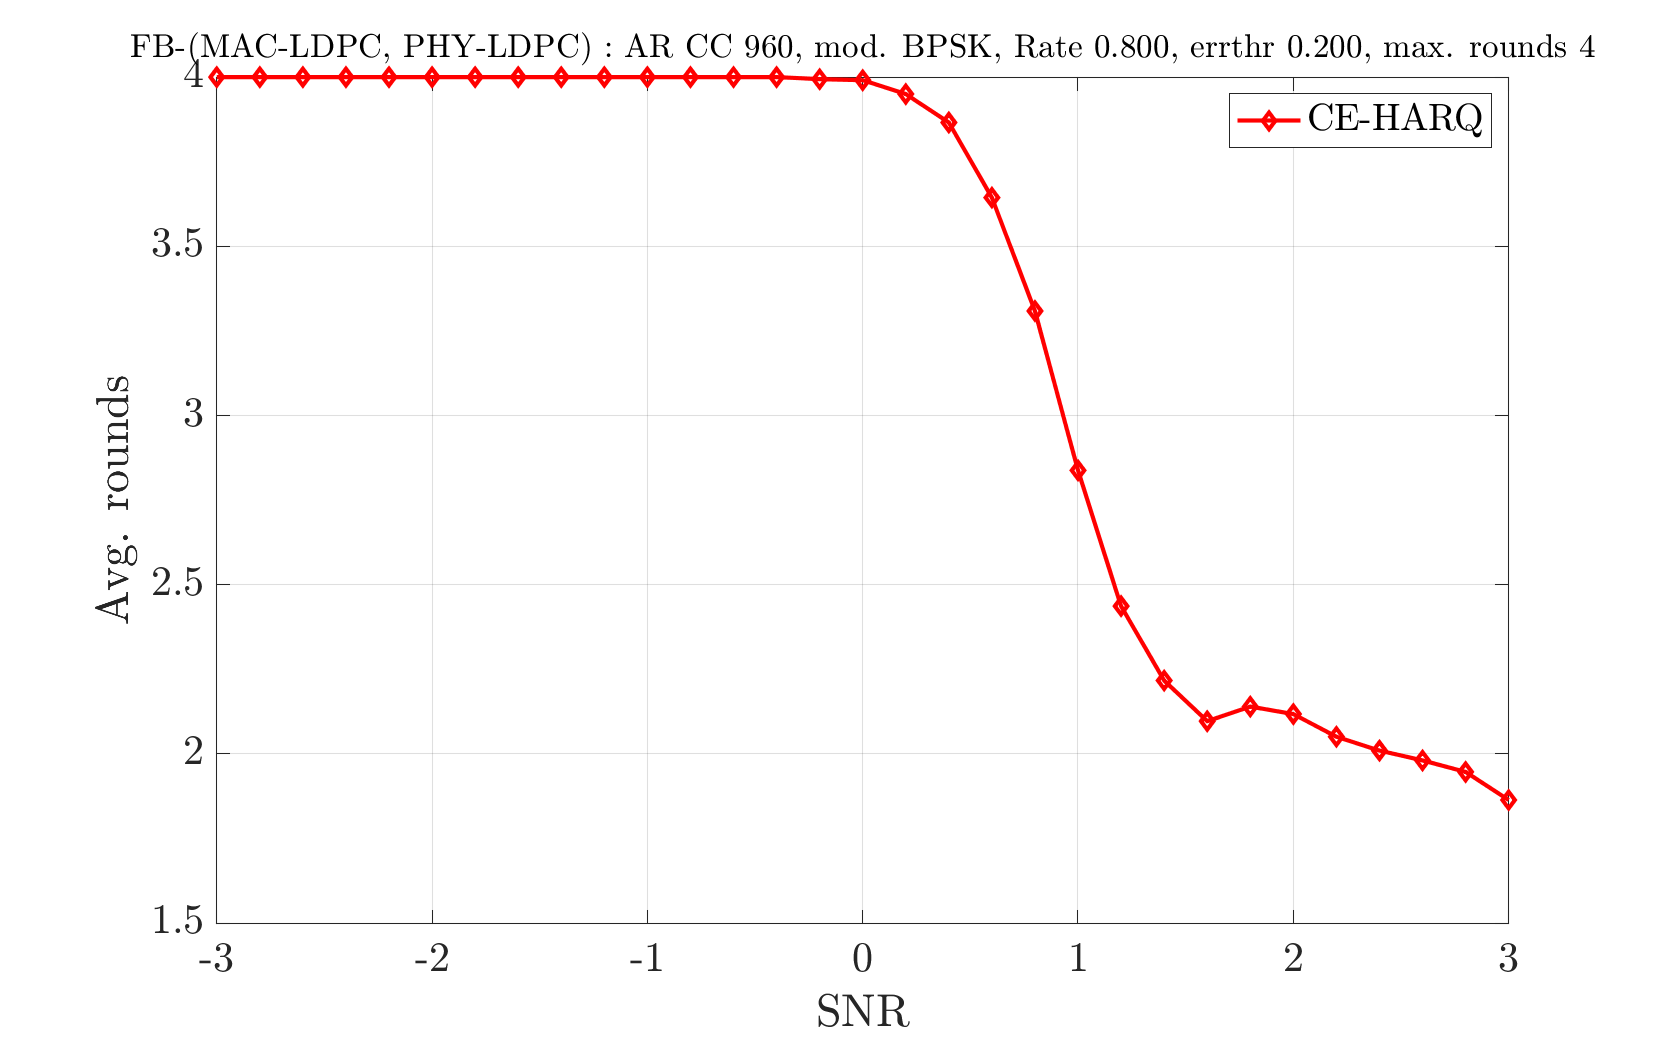 FB-(MAC-LDPC, PHY-LDPC) : AR CC 960, mod. BPSK, Rate 0.800, errthr 0.200, max. rounds 4
CE-HARQ
4
3.5
3
2.5
2
1.5
Avg. rounds
-3 -2 -1 0 1 2 3
SNR